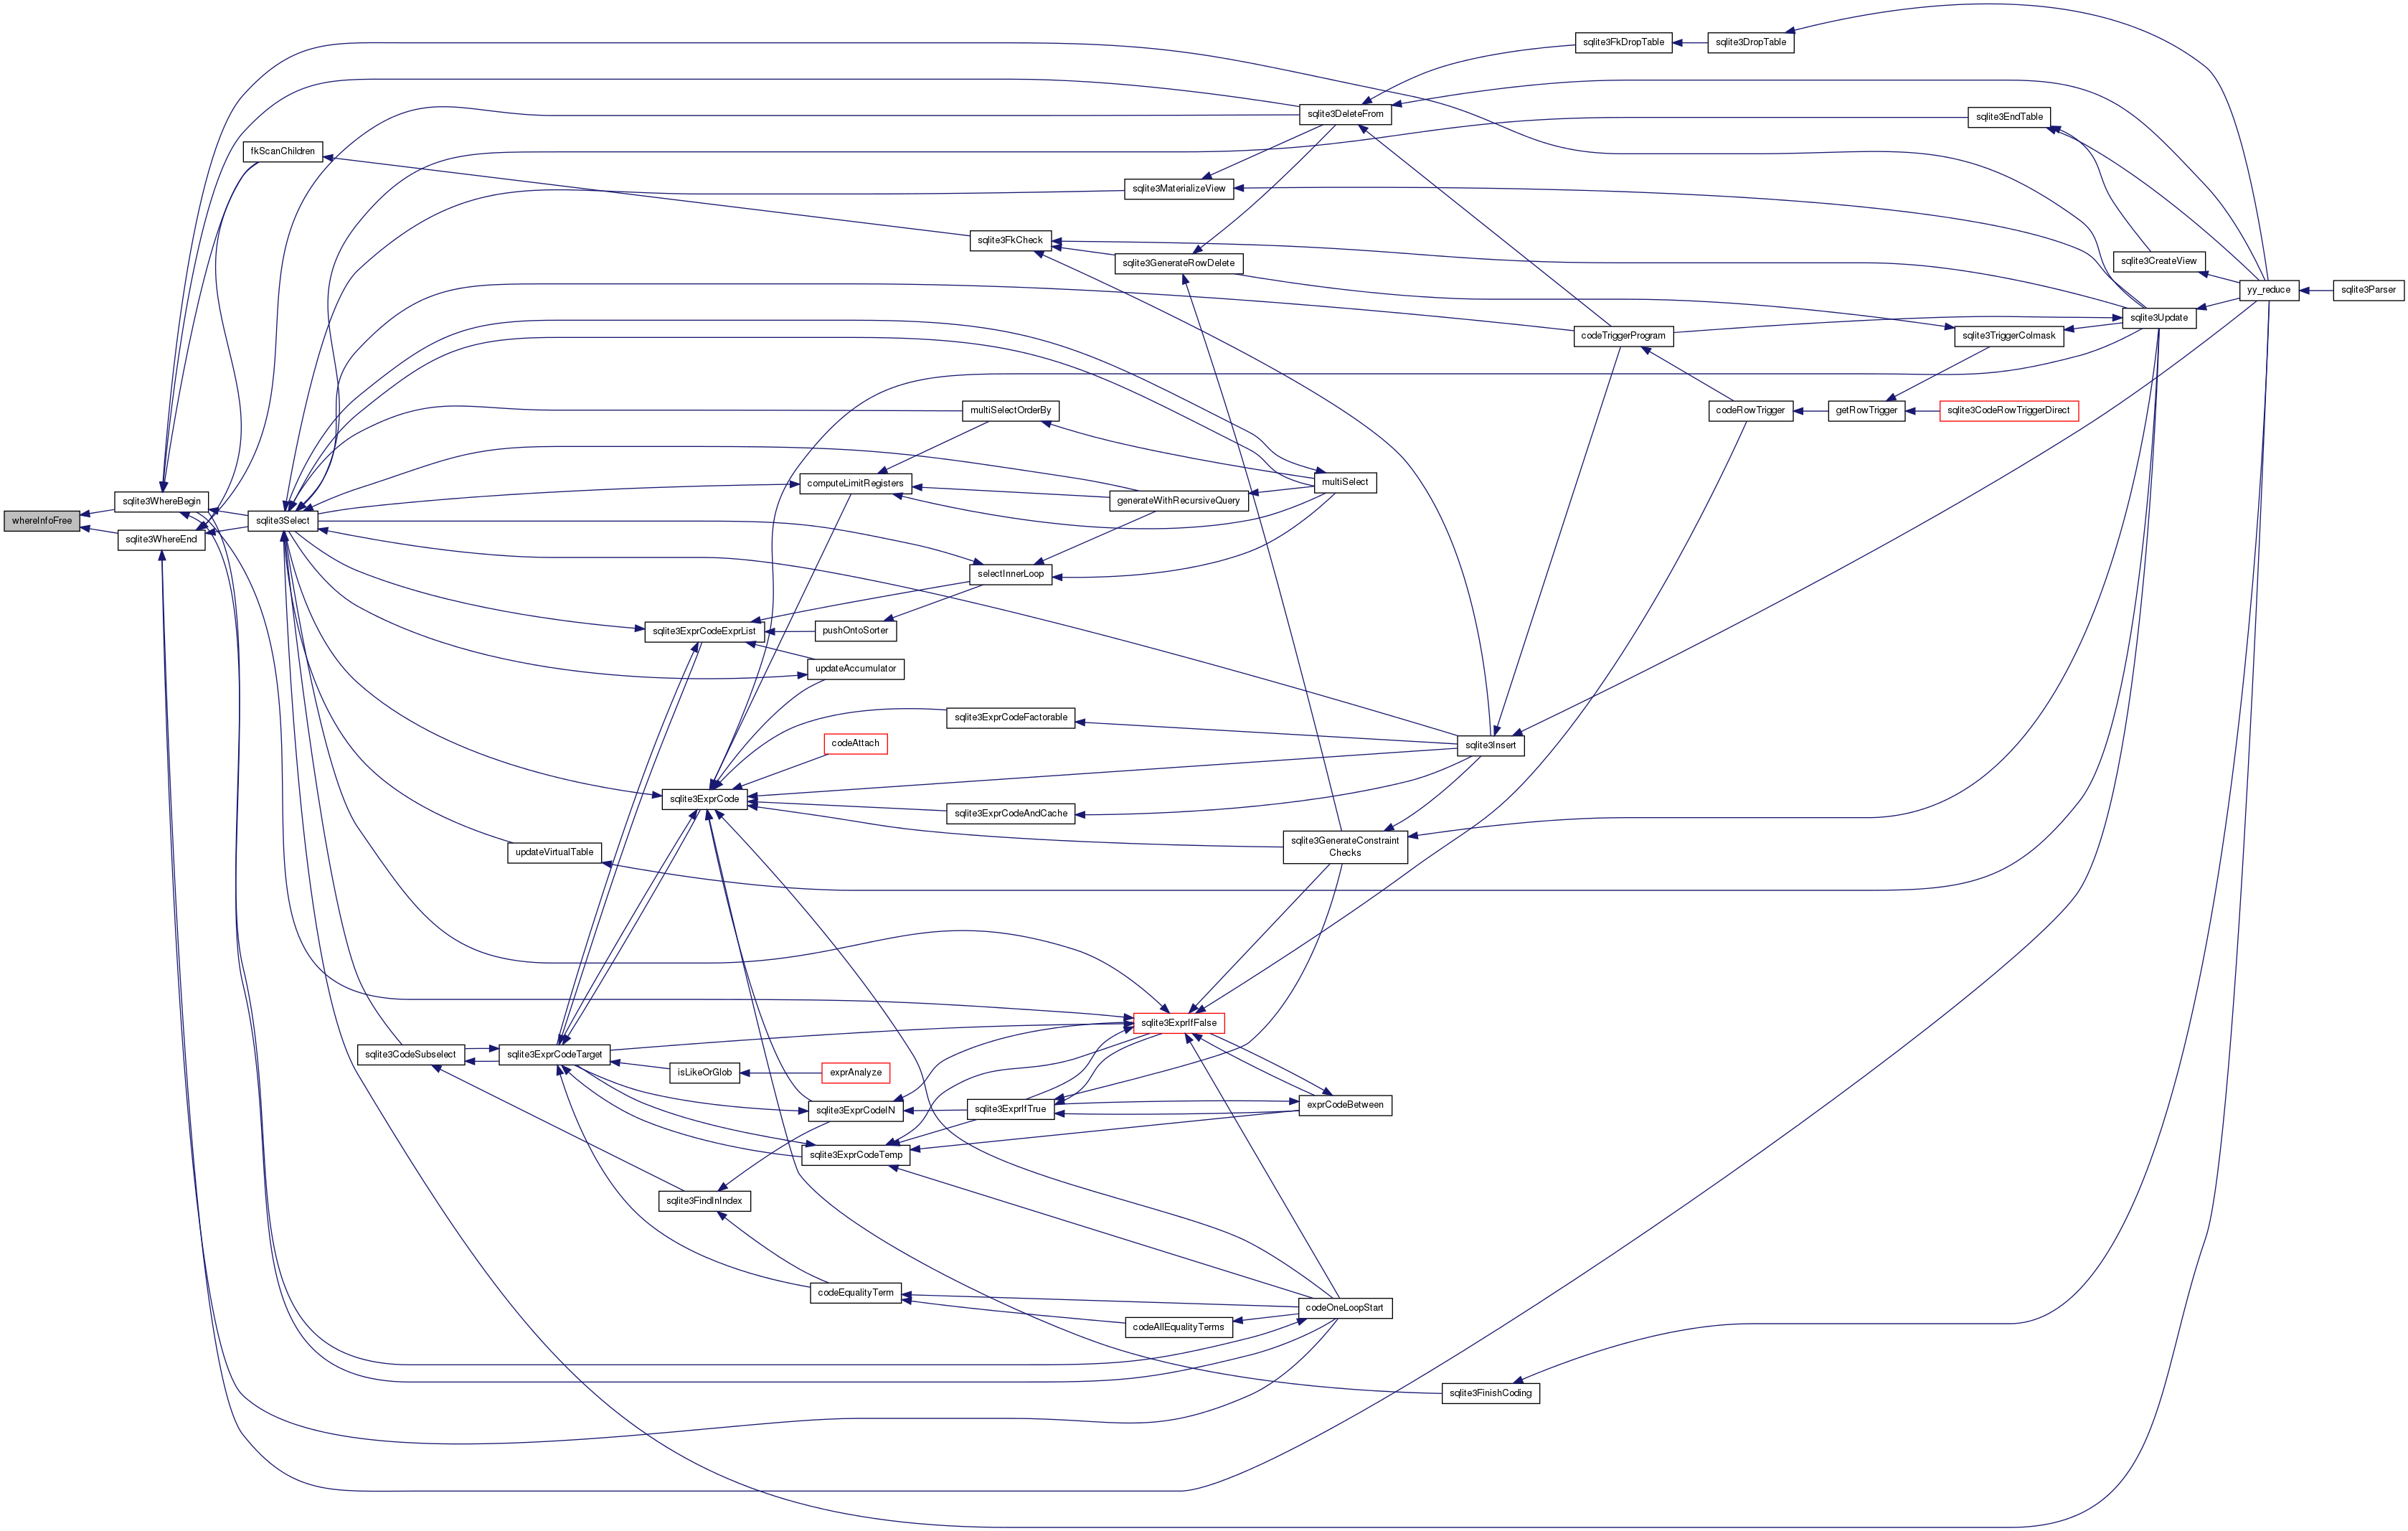 sqlite3FkDropTable
sqlite3DropTable
sqlite3DeleteFrom
sqlite3EndTable
fkScanChildren
sqlite3MaterializeView
sqlite3FkCheck
sqlite3GenerateRowDelete
sqlite3CreateView
yy_reduce
sqlite3Parser
sqlite3Update
codeTriggerProgram
sqlite3TriggerColmask
multiSelectOrderBy
codeRowTrigger
getRowTrigger
sqlite3CodeRowTriggerDirect
computeLimitRegisters
multiSelect
sqlite3WhereBegin
generateWithRecursiveQuery
whereInfoFree
sqlite3Select
sqlite3WhereEnd
selectInnerLoop
sqlite3ExprCodeExprList
pushOntoSorter
updateAccumulator
sqlite3ExprCodeFactorable
codeAttach
sqlite3Insert
sqlite3ExprCode
sqlite3ExprCodeAndCache
sqlite3GenerateConstraint
Checks
updateVirtualTable
sqlite3ExprIfFalse
sqlite3CodeSubselect
sqlite3ExprCodeTarget
isLikeOrGlob
exprAnalyze
sqlite3ExprCodeIN
sqlite3ExprIfTrue
exprCodeBetween
sqlite3ExprCodeTemp
sqlite3FindInIndex
codeEqualityTerm
codeOneLoopStart
codeAllEqualityTerms
sqlite3FinishCoding